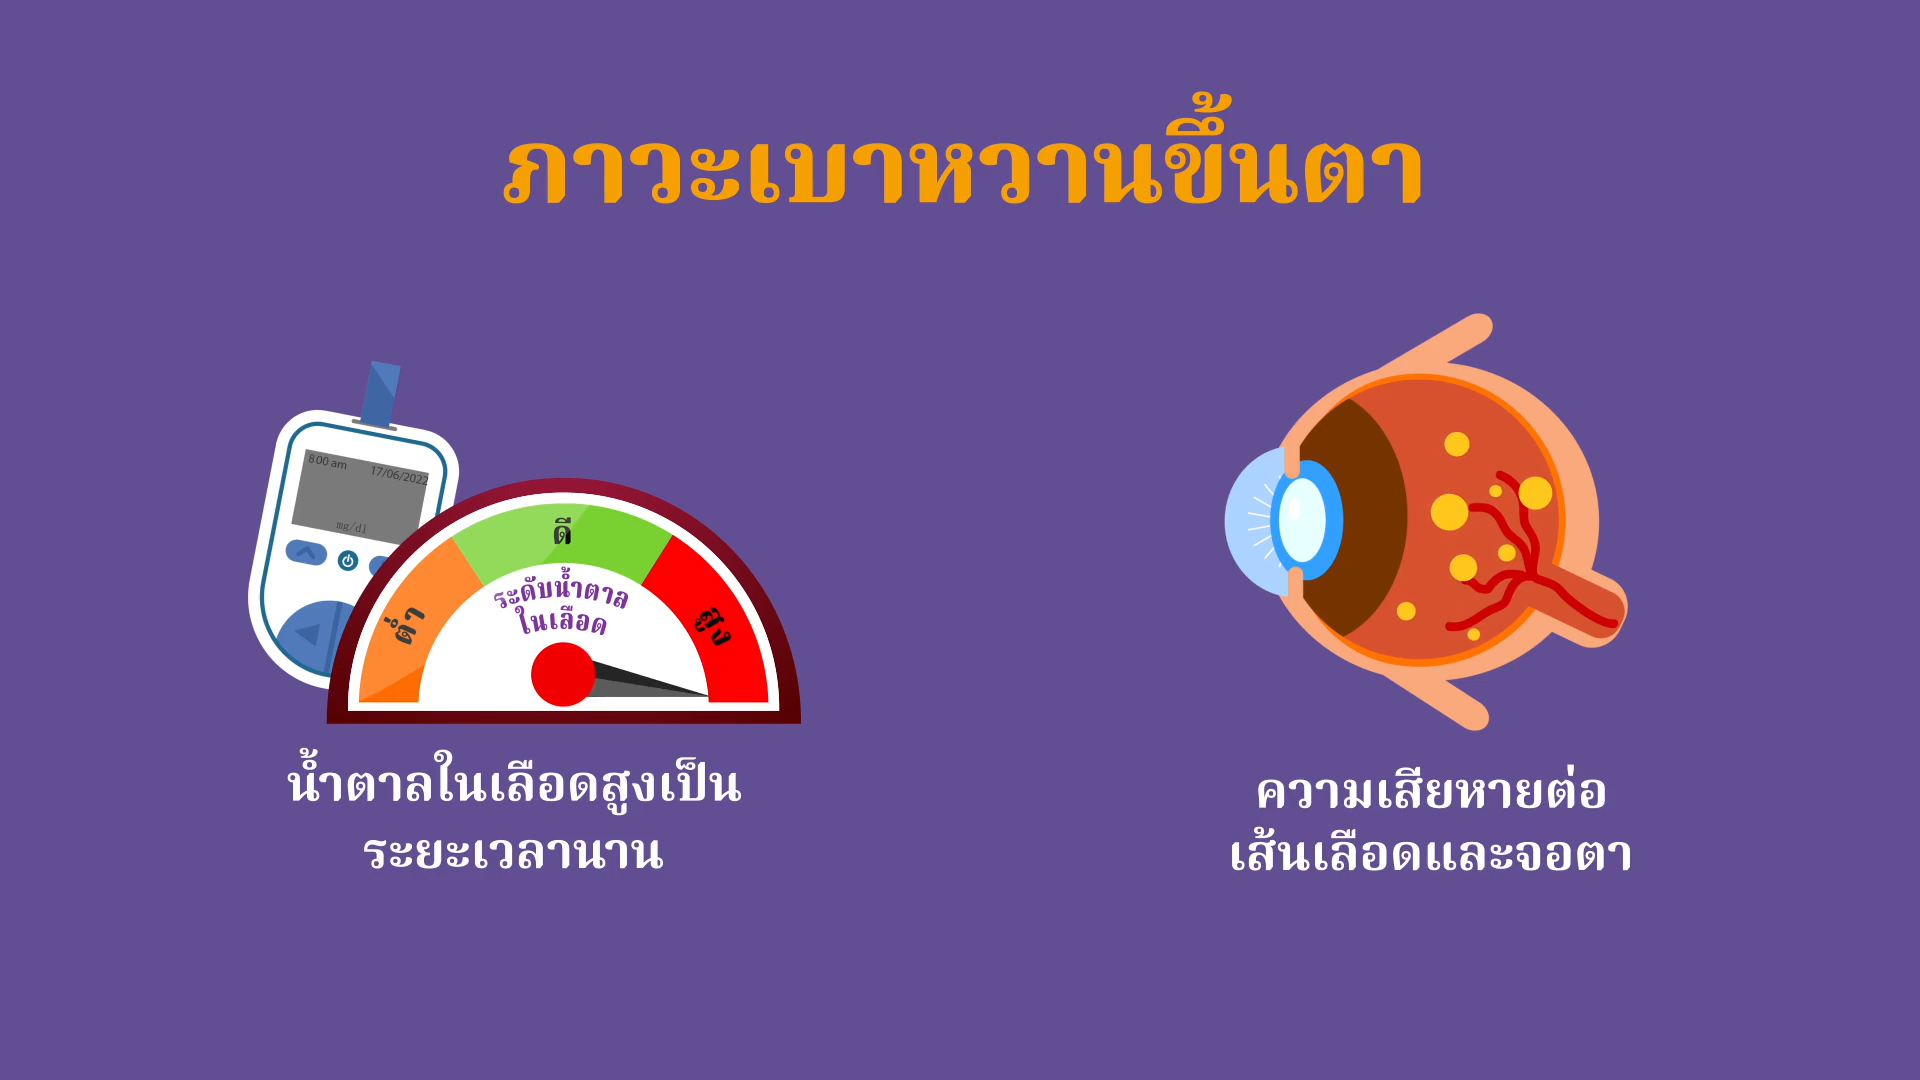 ภาวะเบาหวานขึ้นตา
8:00 am
17/06/2022
mg/dl
ต่ำ
ดี
สูง
ระดับน้ำตาล
ในเลือด
น้ำตาลในเลือดสูงเป็น
ระยะเวลานาน
ความเสียหายต่อ
เส้นเลือดและจอตา